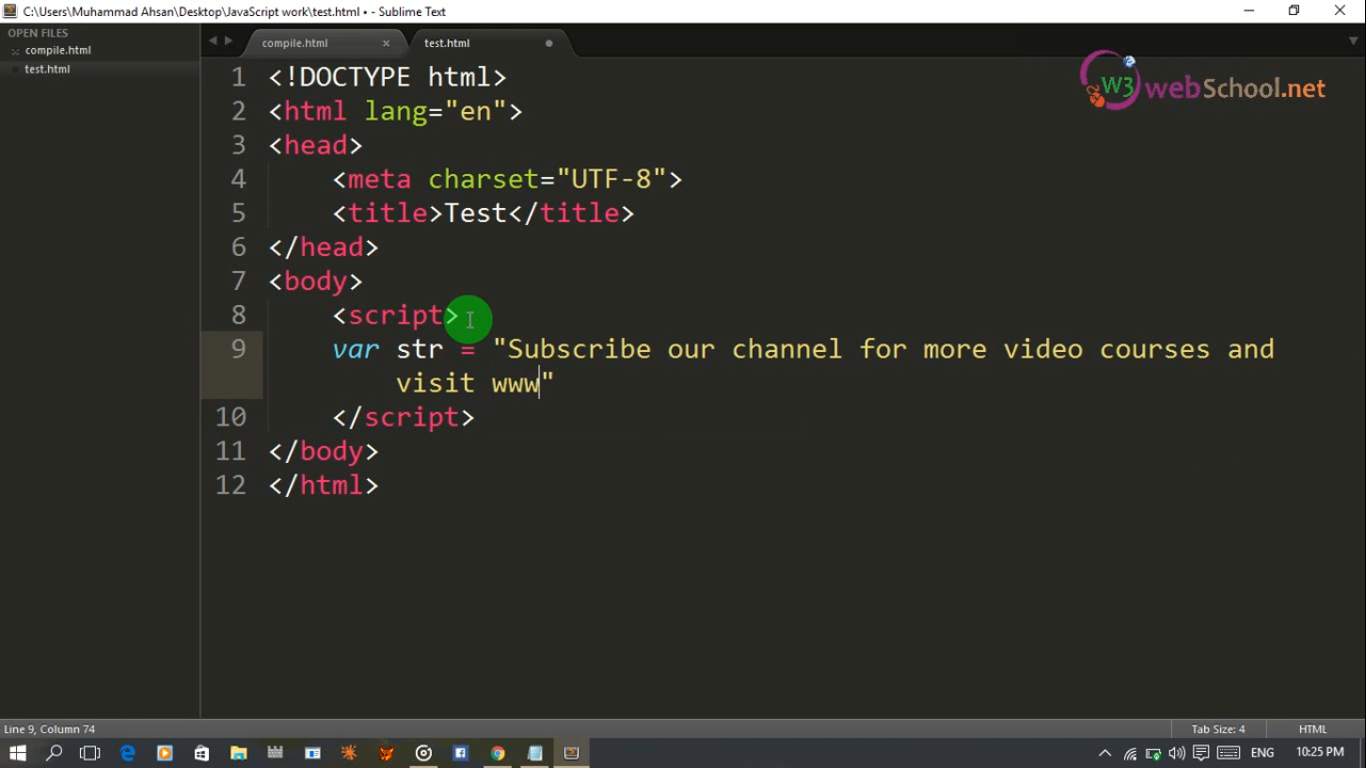 C:\Users\Muhammad Ahsan\Desktop\JavaScript work\test.html • - Sublime Text
OPEN FILES
compile.html
test.html
compile.html
test.html
W3 webSchool.net
1 <!DOCTYPE html>
2 <html lang="en">
3 <head>
4 <meta charset="UTF-8">
5 <title>Test</title>
6 </head>
7 <body>
8 <script>
9 var str = "Subscribe our channel for more video courses and
visit www"
10 </script>
11 </body>
12 </html>
Line 9, Column 74
Tab Size: 4
HTML
ENG
10:25 PM